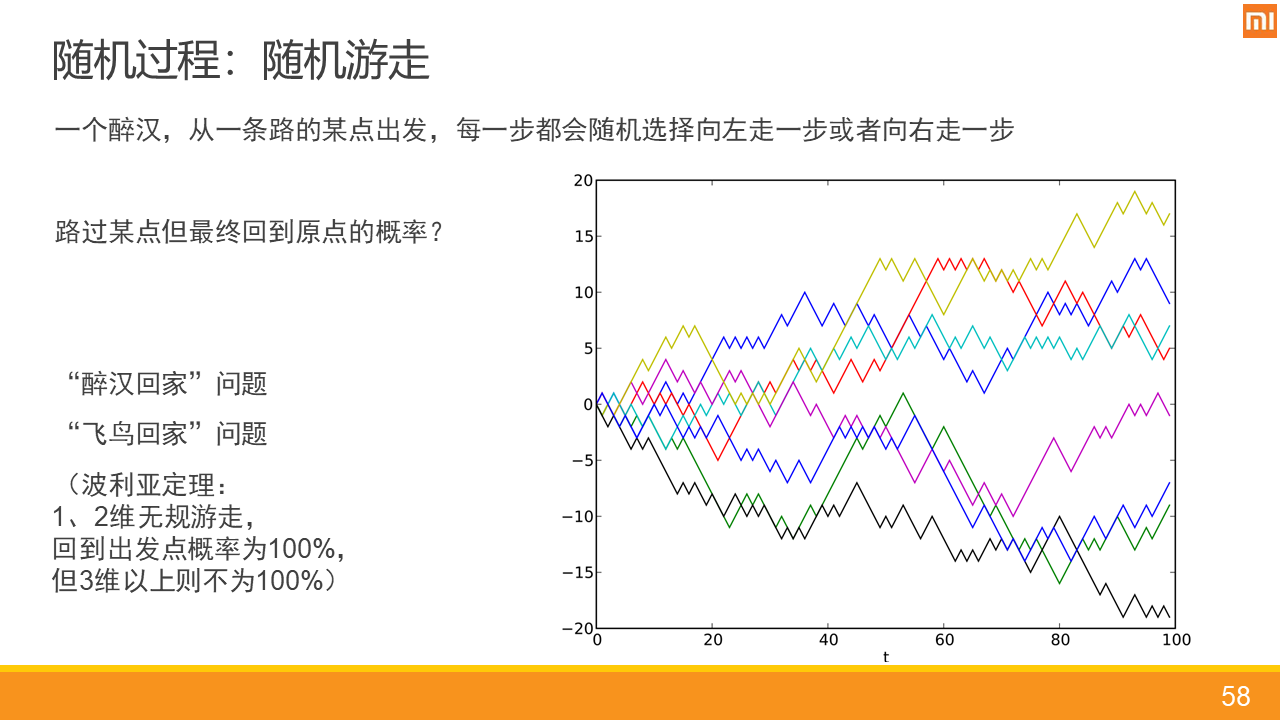 MI
随机过程：随机游走
一个醉汉，从一条路的某点出发，每一步都会随机选择向左走一步或者向右走一步
路过某点但最终回到原点的概率？
“醉汉回家”问题
“飞鸟回家”问题
（波利亚定理：
1、2维无规游走，
回到出发点概率为100%，
但3维以上则不为100%）
20
15
10
5
0
−5
−10
−15
−20
0 20 40 60 80 100
t
58